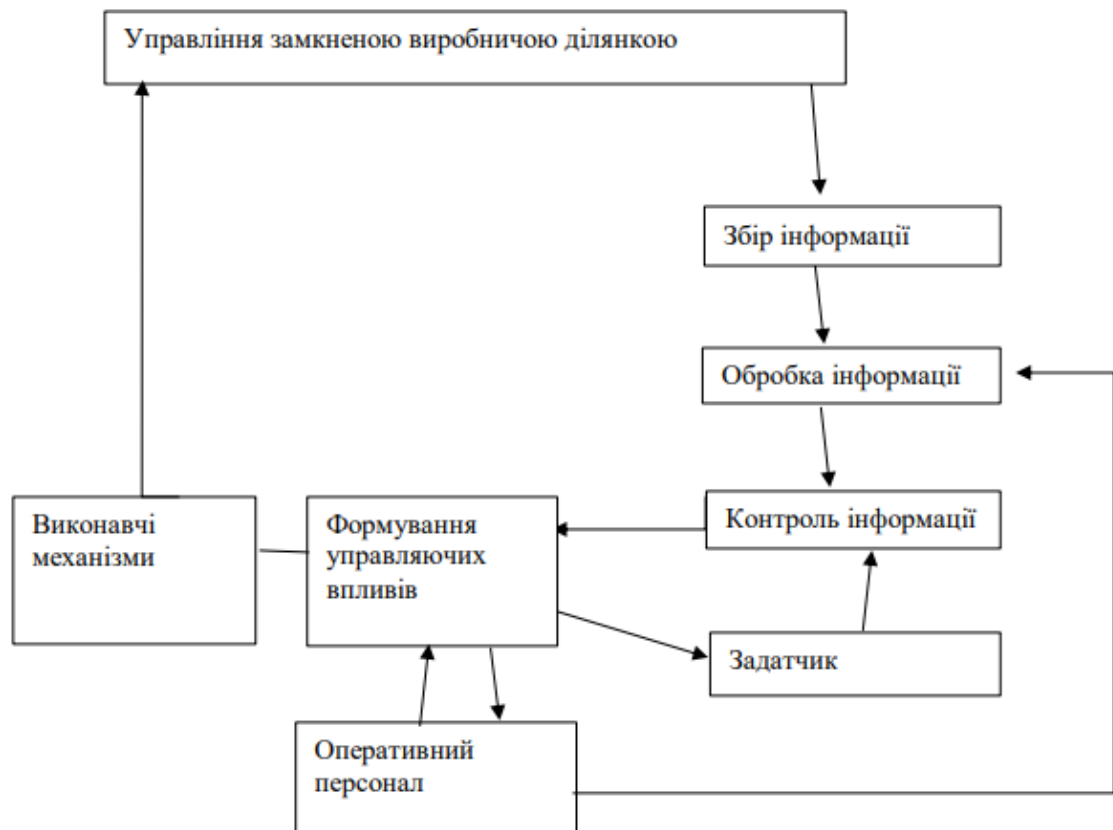 Управління замкненою виробничою ділянкою
Збір інформації
Обробка інформації
Контроль інформації
Виконавчі
механізми
Формування
управляючих
впливів
Задатчик
Оперативний
персонал